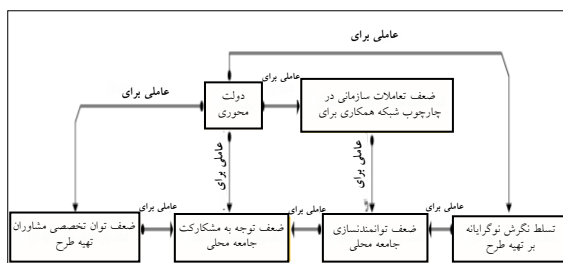 عاملی برای
عاملی برای
عاملی برای
دولت
محوری
ضعف تعاملات سازمانی در
چارچوب شبکه همکاری برای
عاملی برای
عاملی برای
عاملی برای
عاملی برای
عاملی برای
ضعف توان تخصصی مشاوران
تهیه طرح
ضعف توجه به مشکارکت
جامعه محلی
ضعف توانمندنسازی
جامعه محلی
تسلط نگرش نوگرایانه
بر تهیه طرح